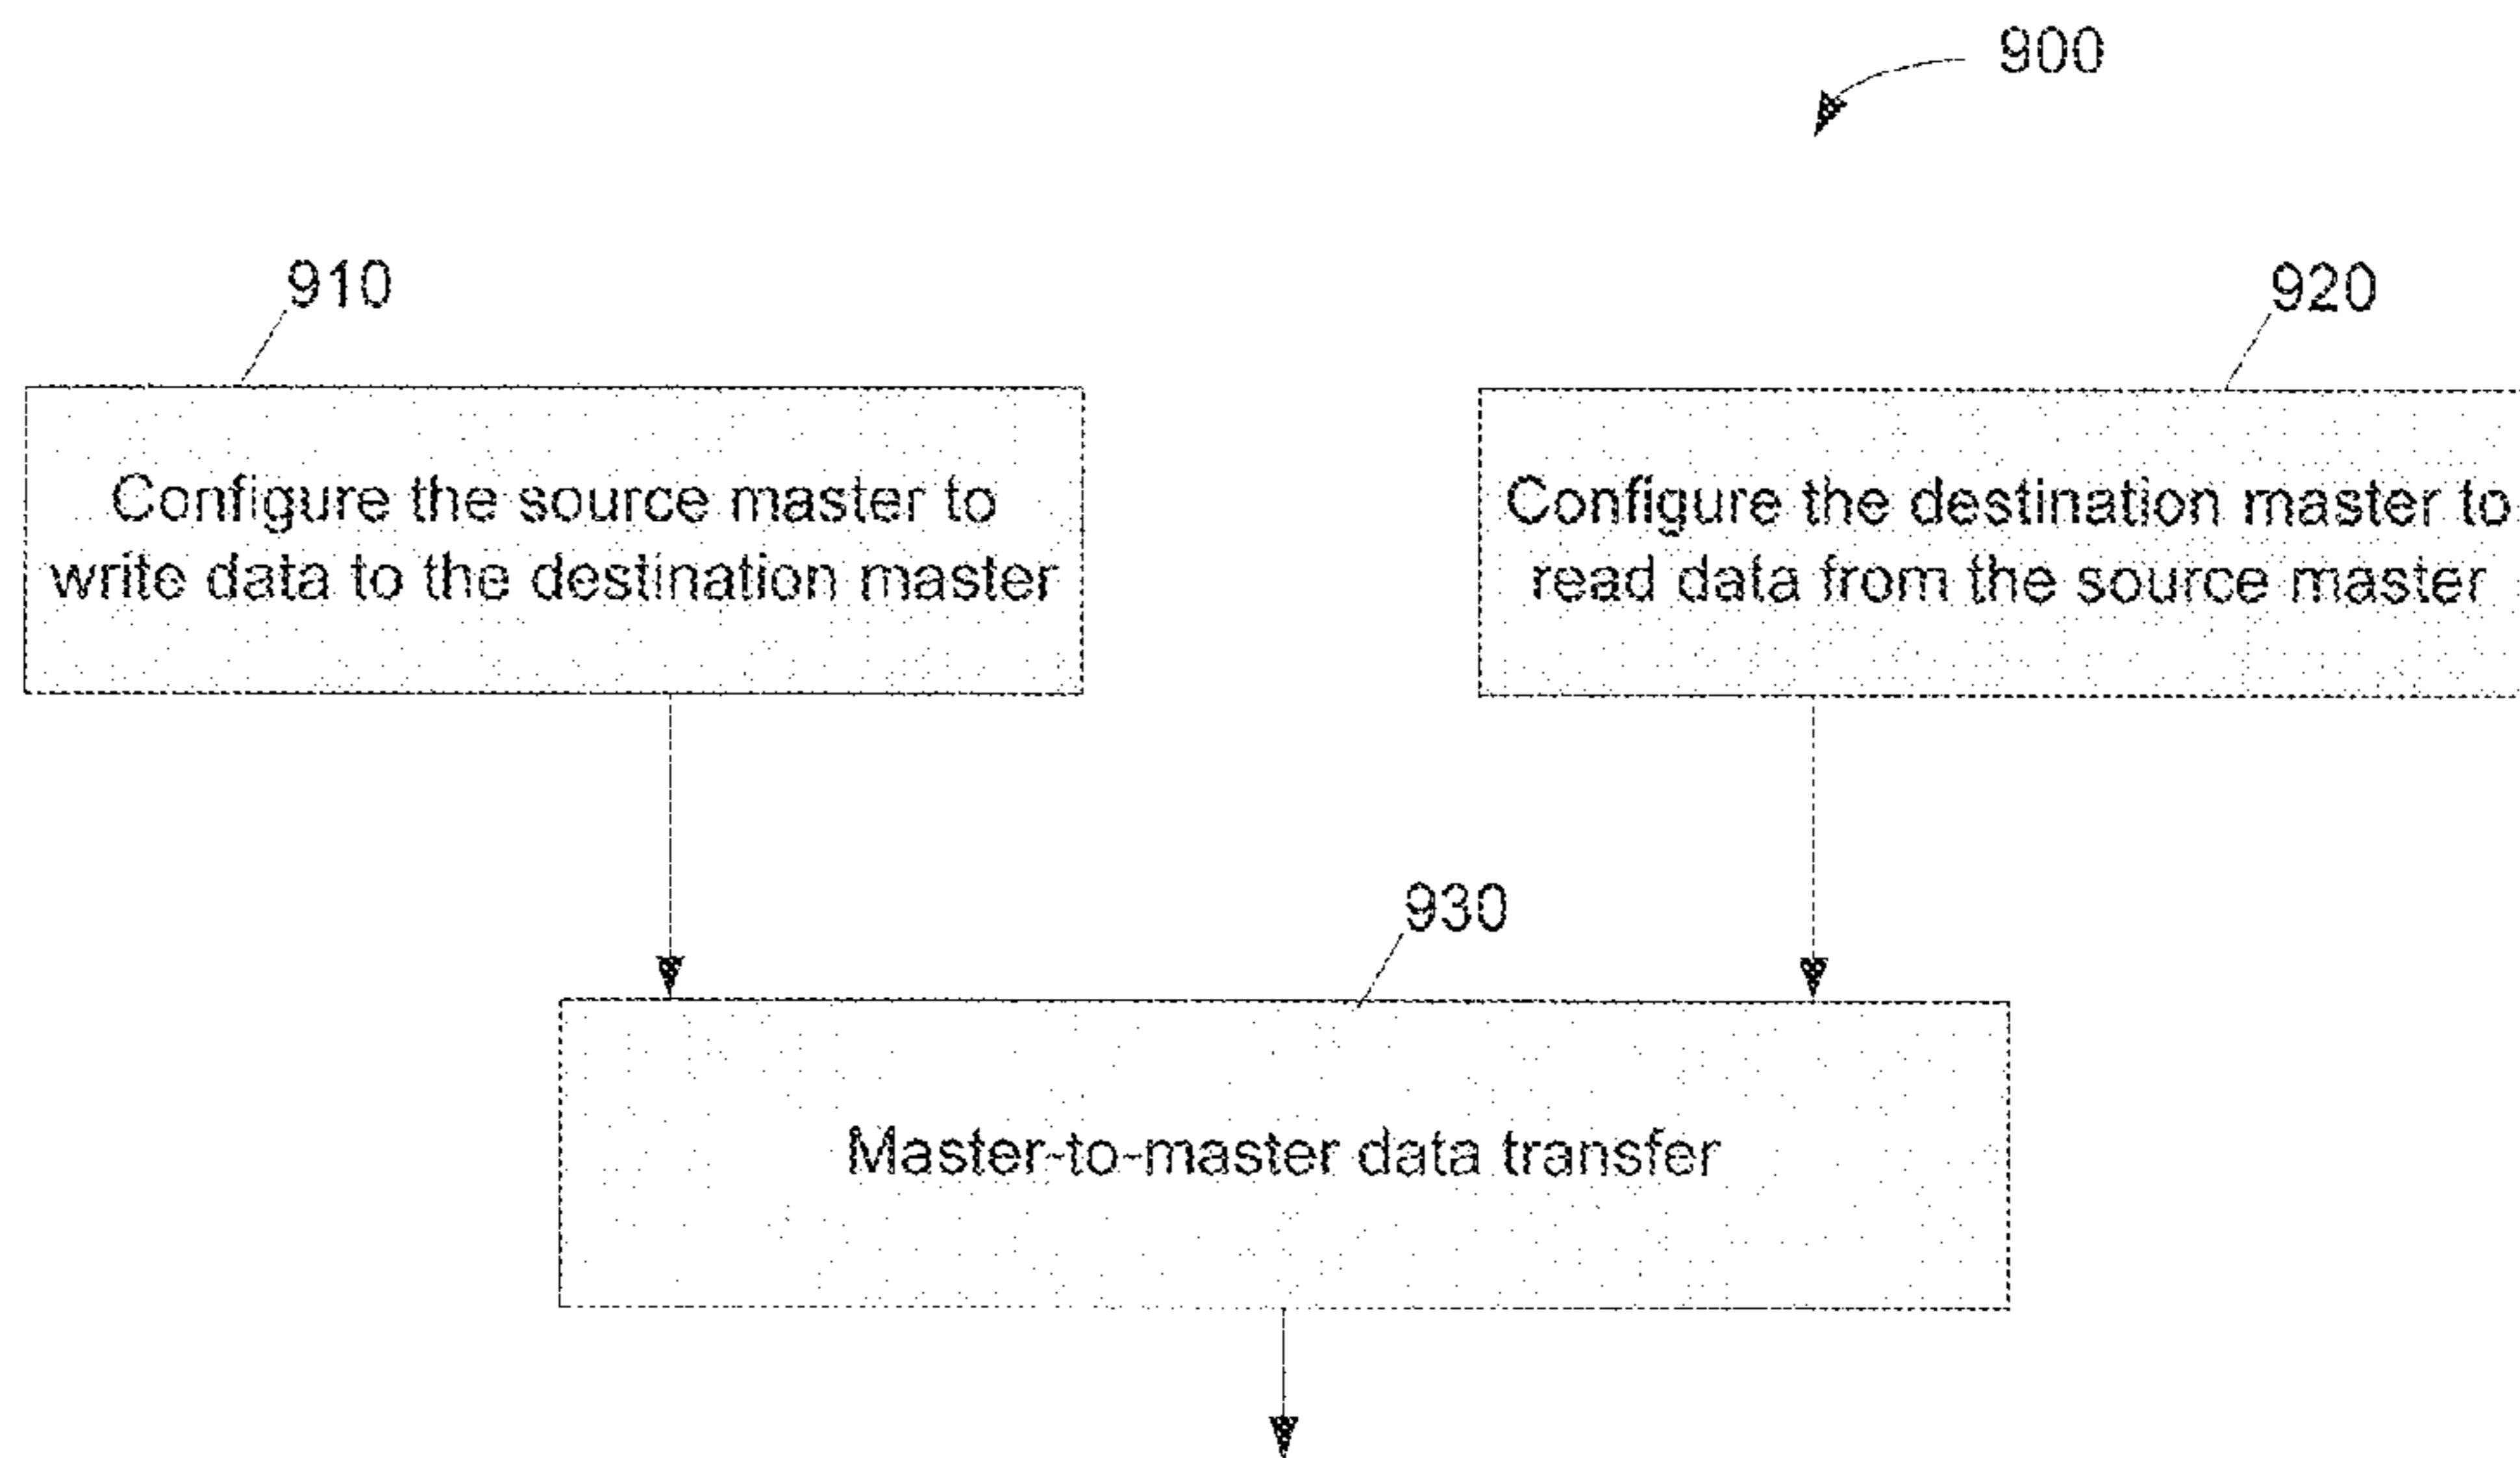 900
910
920
Configure the source master to
write data to the destination master
Configure the destination master to
read data from the source master
930
Master-to-master data transfer